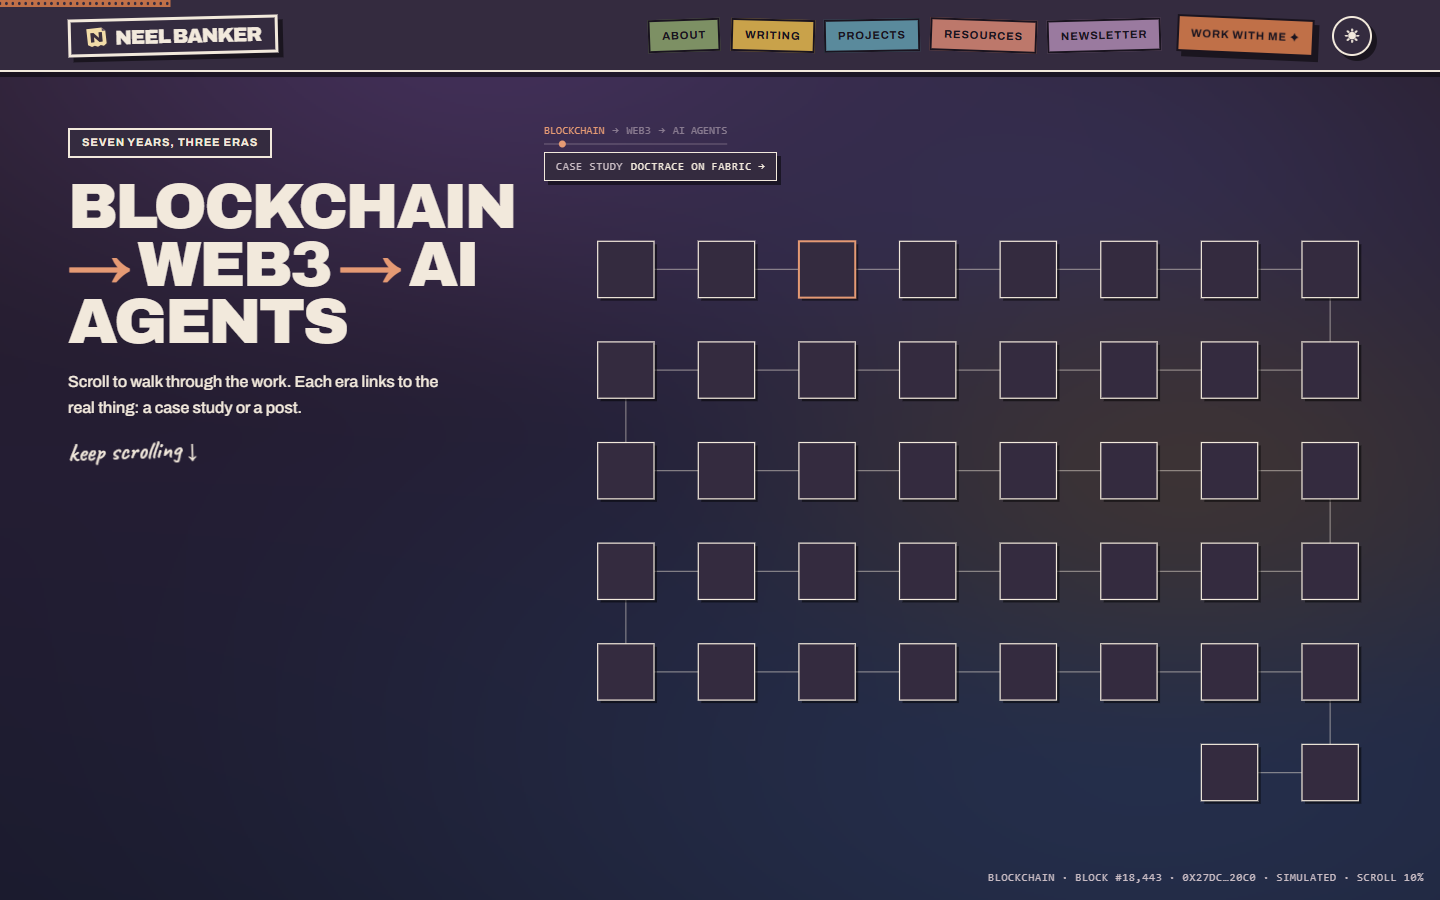 N NEEL BANKER
ABOUT
WRITING
PROJECTS
RESOURCES
NEWSLETTER
WORK WITH ME ✦
SEVEN YEARS, THREE ERAS
BLOCKCHAIN
→ WEB3 → AI
AGENTS
Scroll to walk through the work. Each era links to the
real thing: a case study or a post.
keep scrolling ↓
BLOCKCHAIN → WEB3 → AI AGENTS
CASE STUDY DOCTRACE ON FABRIC →
BLOCKCHAIN · BLOCK #18,443 · 0X27DC…20C0 · SIMULATED · SCROLL 10%